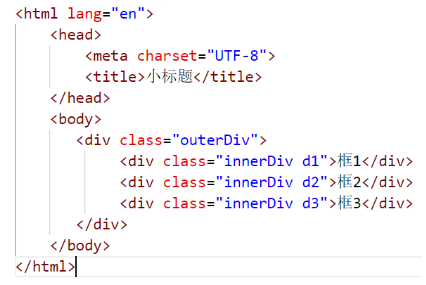 <html lang="en">
<head>
<meta charset="UTF-8">
<title>小标题</title>
</head>
<body>
<div class="outerDiv">
<div class="innerDiv d1">框1</div>
<div class="innerDiv d2">框2</div>
<div class="innerDiv d3">框3</div>
</div>
</body>
</html>